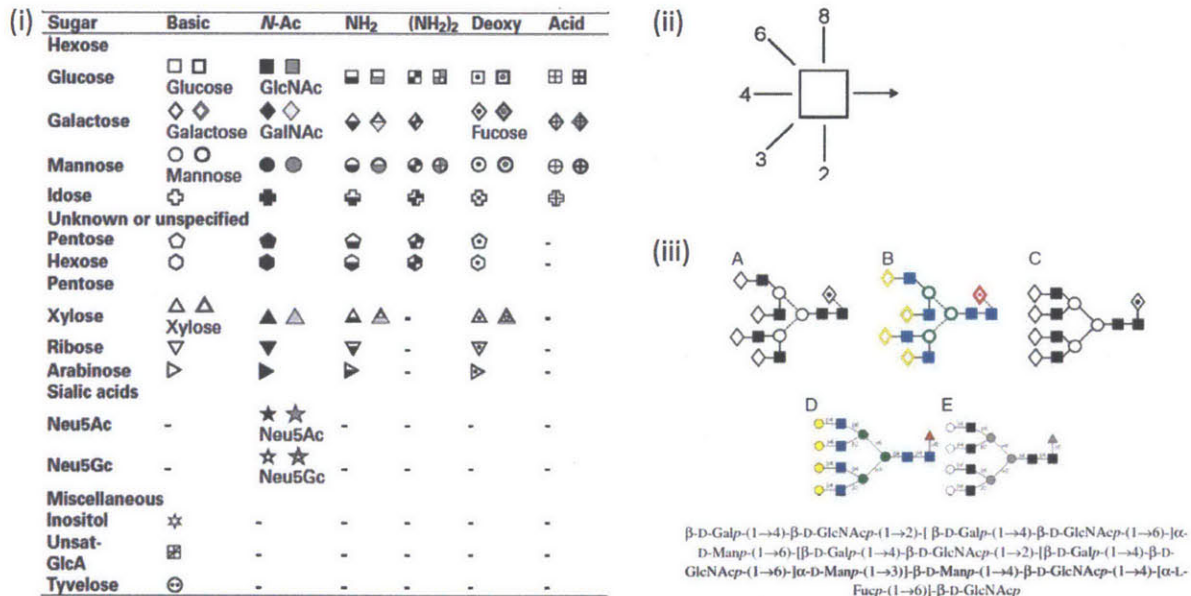 (i)
Sugar Basic N-Ac NH2 (NH2)2 Deoxy Acid
Hexose
Glucose
Glucose GlcNAc
Galactose
Galactose GalNAc Fucose
Mannose
Mannose
Idose
Unknown or unspecified
Pentose -
Hexose -
Pentose
Xylose - -
Xylose
Ribose - -
Arabinose - -
Sialic acids
Neu5Ac - - - - -
Neu5Ac
Neu5Gc - - - - -
Neu5Gc
Miscellaneous
Inositol - - - - -
Unsat- - - - - -
GlcA
Tyvelose - - - - -
(ii)
8
6
4
3
2
(iii)
A B C
D E
β-D-Galp-(1→4)-β-D-GlcNAcp-(1→2)-[ β-D-Galp-(1→4)-β-D-GlcNAcp-(1→6)-]α-
D-Manp-(1→6)-[β-D-Galp-(1→4)-β-D-GlcNAcp-(1→2)-[β-D-Galp-(1→4)-β-D-
GlcNAcp-(1→6)-]α-D-Manp-(1→3)]-β-D-Manp-(1→4)-β-D-GlcNAcp-(1→4)-[α-L-
Fucp-(1→6)]-β-D-GlcNAcp